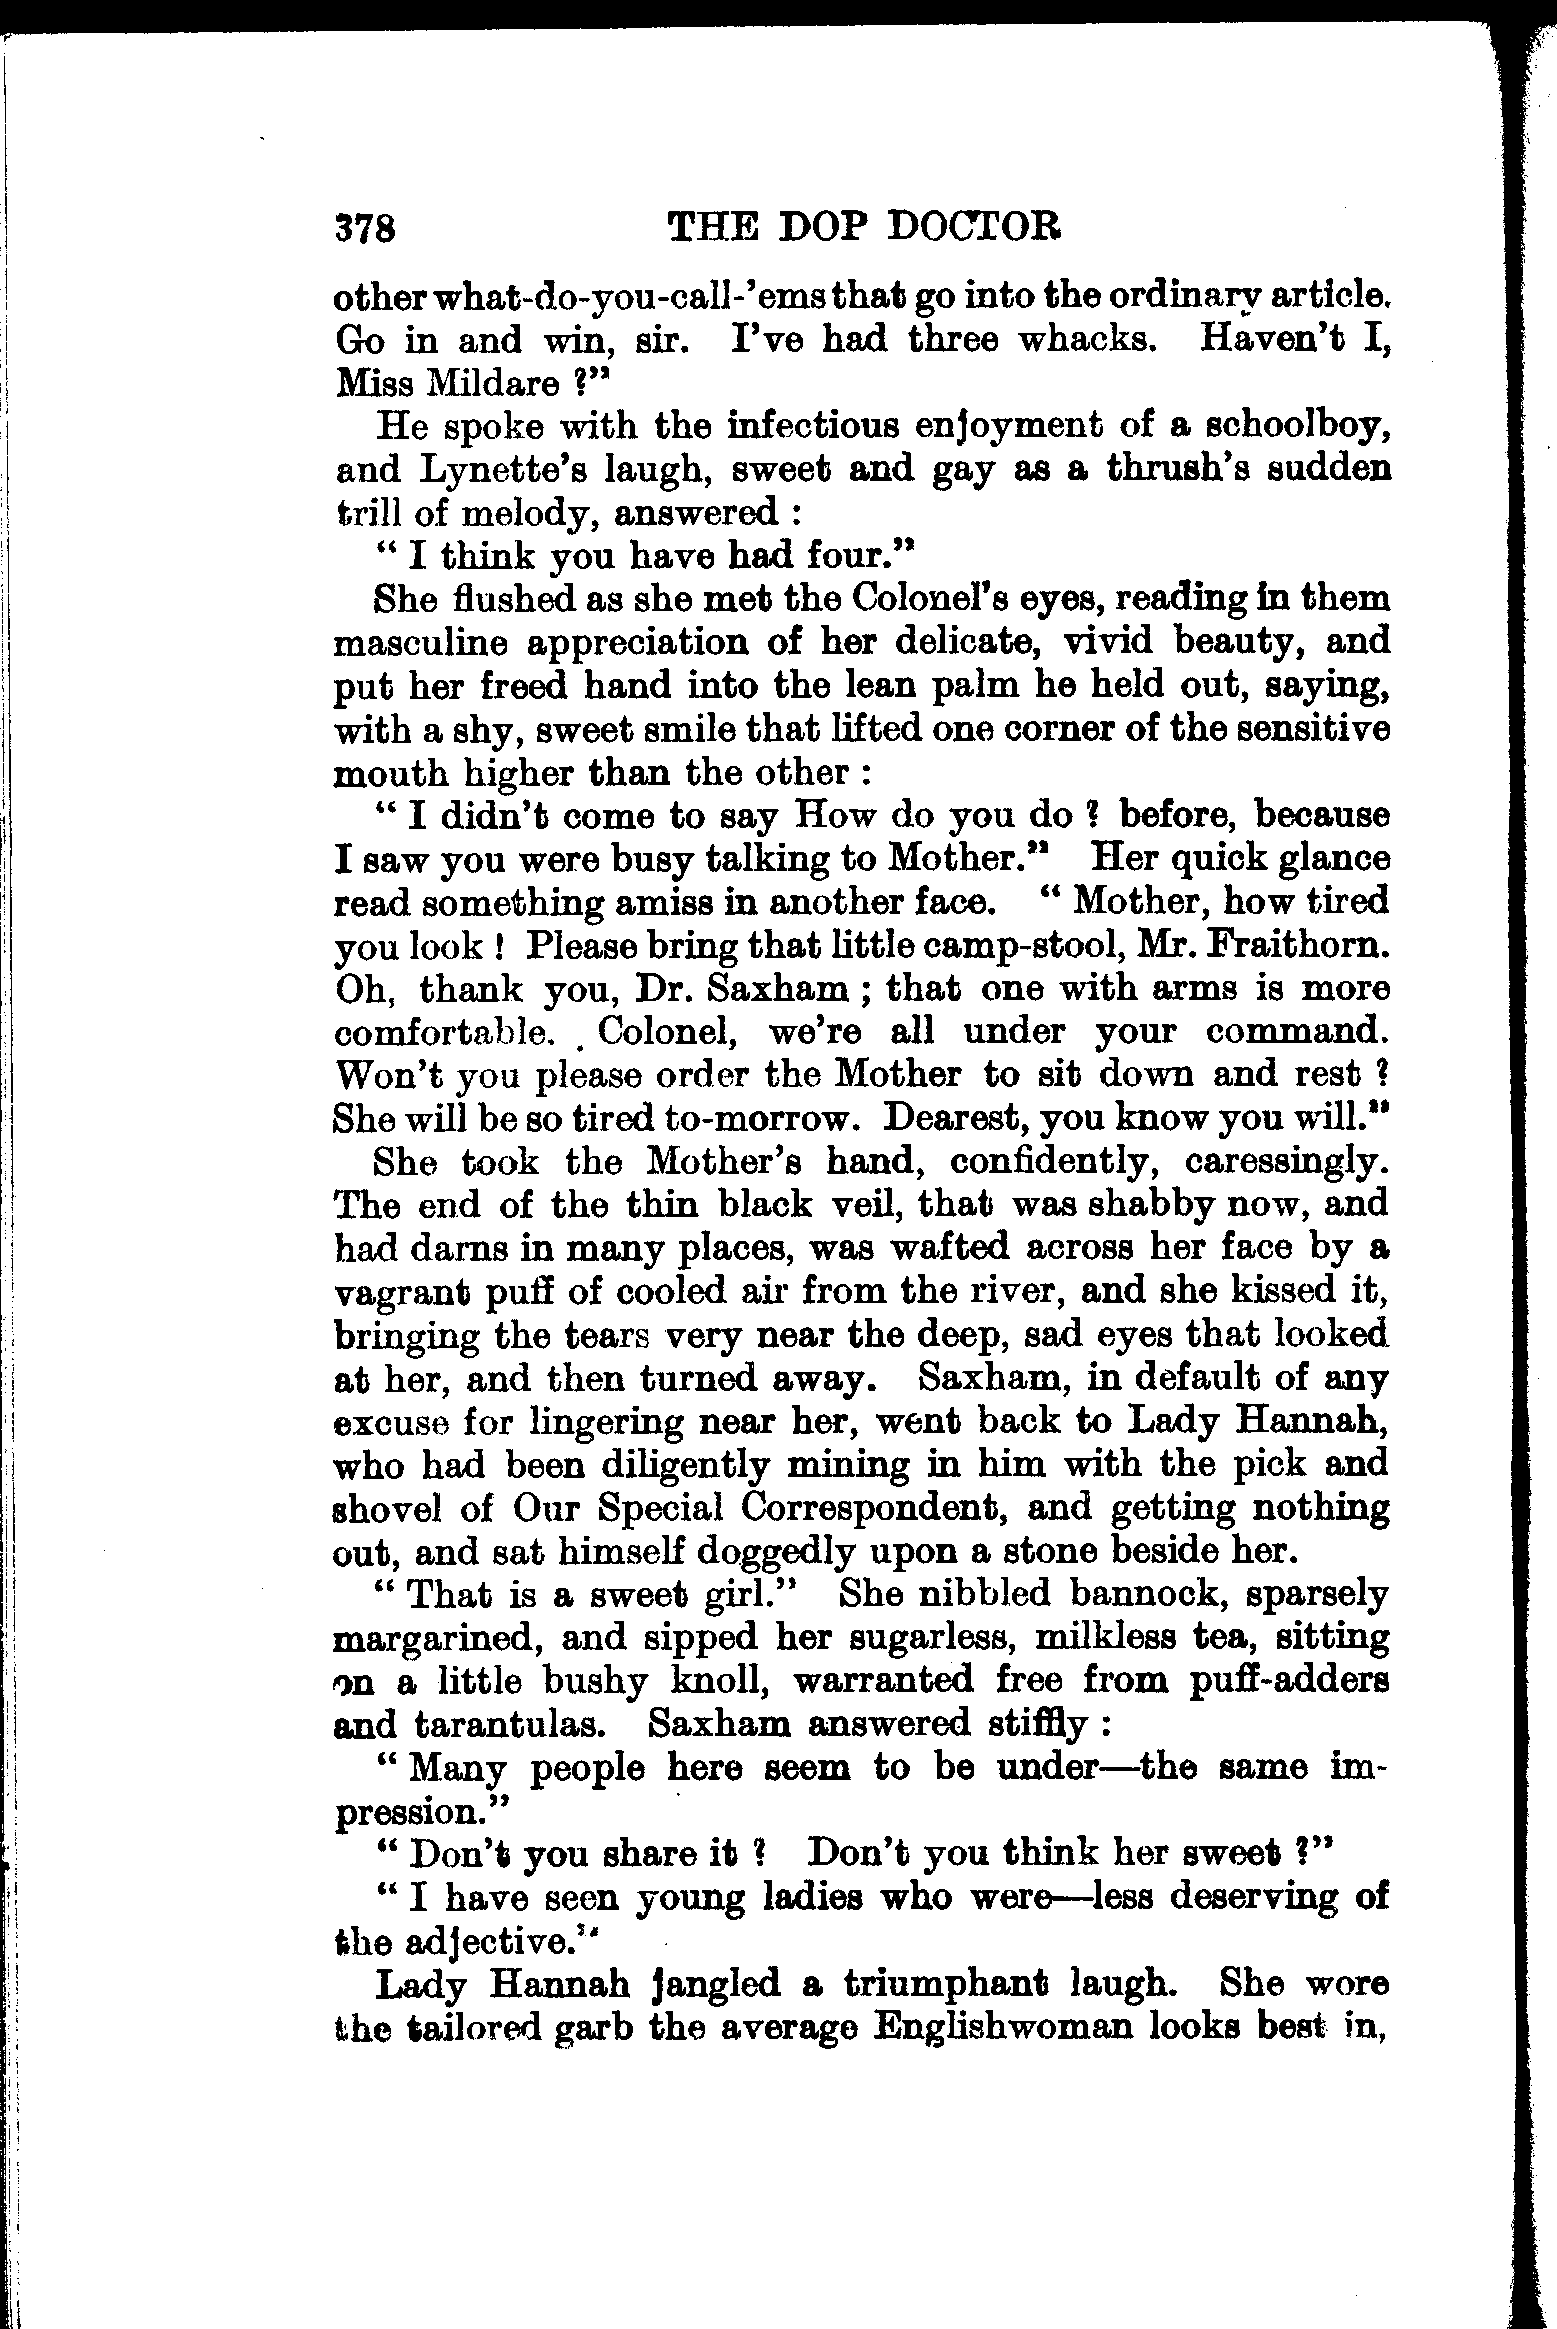 378 THE DOP DOCTOR
other what-do-you-call-'ems that go into the ordinary article.
Go in and win, sir. I've had three whacks. Haven't I,
Miss Mildare ?"
He spoke with the infectious enjoyment of a schoolboy,
and Lynette's laugh, sweet and gay as a thrush's sudden
trill of melody, answered :
" I think you have had four."
She flushed as she met the Colonel's eyes, reading in them
masculine appreciation of her delicate, vivid beauty, and
put her freed hand into the lean palm he held out, saying,
with a shy, sweet smile that lifted one corner of the sensitive
mouth higher than the other :
" I didn't come to say How do you do ? before, because
I saw you were busy talking to Mother." Her quick glance
read something amiss in another face. " Mother, how tired
you look ! Please bring that little camp-stool, Mr. Fraithorn.
Oh, thank you, Dr. Saxham ; that one with arms is more
comfortable. Colonel, we're all under your command.
Won't you please order the Mother to sit down and rest ?
She will be so tired to-morrow. Dearest, you know you will."
She took the Mother's hand, confidently, caressingly.
The end of the thin black veil, that was shabby now, and
had darns in many places, was wafted across her face by a
vagrant puff of cooled air from the river, and she kissed it,
bringing the tears very near the deep, sad eyes that looked
at her, and then turned away. Saxham, in default of any
excuse for lingering near her, went back to Lady Hannah,
who had been diligently mining in him with the pick and
shovel of Our Special Correspondent, and getting nothing
out, and sat himself doggedly upon a stone beside her.
" That is a sweet girl." She nibbled bannock, sparsely
margarined, and sipped her sugarless, milkless tea, sitting
on a little bushy knoll, warranted free from puff-adders
and tarantulas. Saxham answered stiffly :
" Many people here seem to be under—the same im-
pression."
" Don't you share it ? Don't you think her sweet ?"
" I have seen young ladies who were—less deserving of
the adjective."
Lady Hannah jangled a triumphant laugh. She wore
the tailored garb the average Englishwoman looks best in,